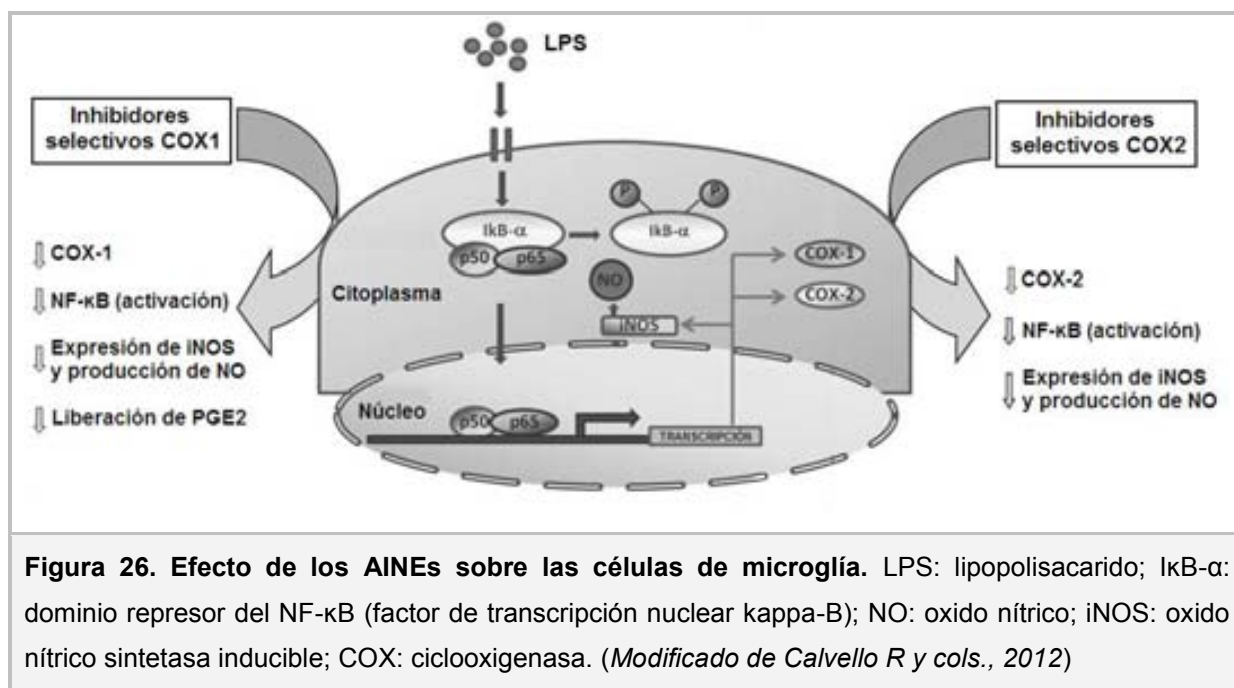 LPS
Inhibidores
selectivos COX1
Inhibidores
selectivos COX2
P
P
IkB-α
IkB-α
p50
p65
COX-1
⇩ COX-1
NO
Citoplasma
COX-2
⇩ COX-2
⇩ NF-κB (activación)
iNOS
⇩ NF-κB (activación)
⇩ Expresión de iNOS
y producción de NO
⇩ Expresión de iNOS
y producción de NO
Núcleo
p50
p65
⇩ Liberación de PGE2
TRANSCRIPCIÓN
Figura 26. Efecto de los AINEs sobre las células de microglía. LPS: lipopolisacarido; IκB-α:
dominio represor del NF-κB (factor de transcripción nuclear kappa-B); NO: oxido nítrico; iNOS: oxido
nítrico sintetasa inducible; COX: ciclooxigenasa. (Modificado de Calvello R y cols., 2012)